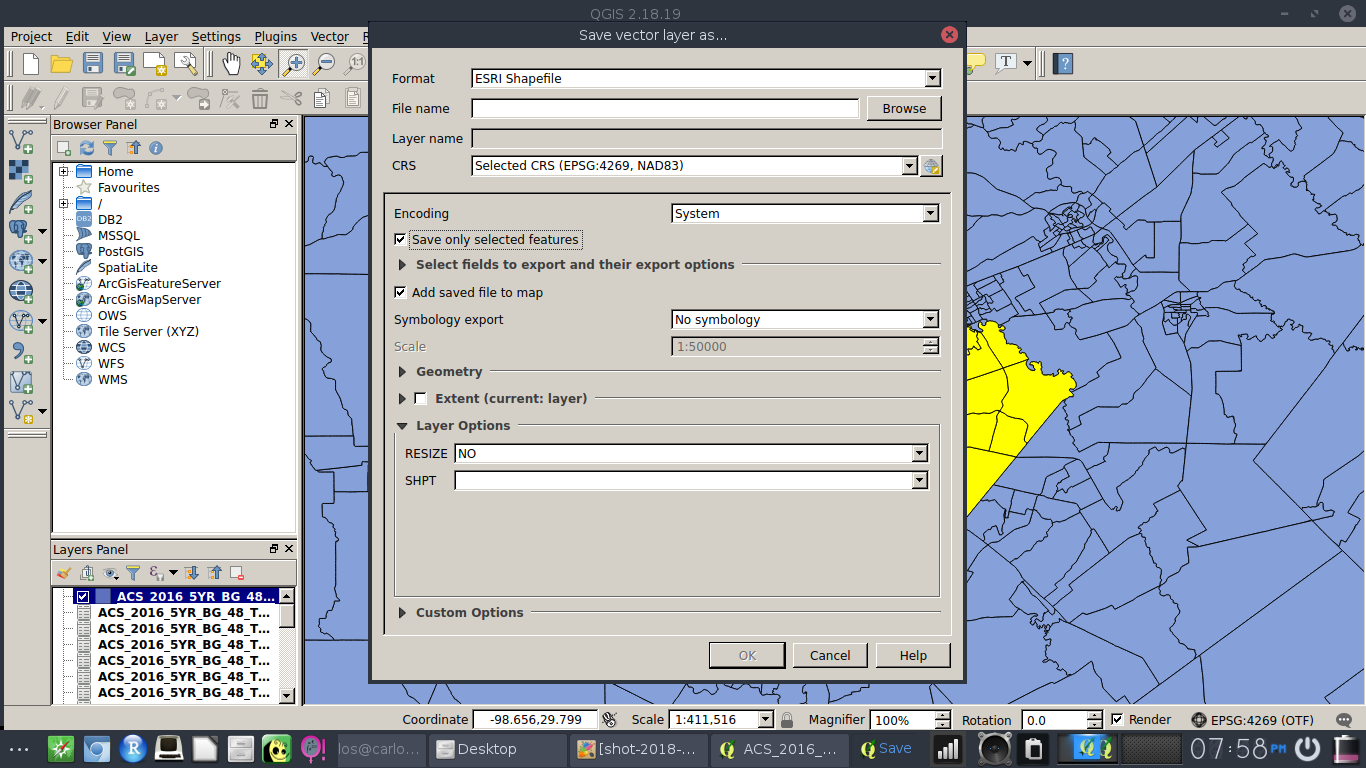 QGIS 2.18.19
Project Edit View Layer Settings Plugins Vector
Save vector layer as...
Format ESRI Shapefile
File name Browse
Layer name
CRS Selected CRS (EPSG:4269, NAD83)
Encoding System
Save only selected features
Select fields to export and their export options
Add saved file to map
Symbology export No symbology
Scale 1:50000
Geometry
Extent (current: layer)
Layer Options
RESIZE NO
SHPT
Custom Options
OK Cancel Help
1:1
T
?
Browser Panel
Home
Favourites
/
DB2 DB2
MSSQL
PostGIS
SpatiaLite
ArcGisFeatureServer
ArcGisMapServer
OWS
Tile Server (XYZ)
WCS
WFS
WMS
Layers Panel
ACS_2016_5YR_BG_48...
ACS_2016_5YR_BG_48_T...
ACS_2016_5YR_BG_48_T...
ACS_2016_5YR_BG_48_T...
ACS_2016_5YR_BG_48_T...
ACS_2016_5YR_BG_48_T...
ACS_2016_5YR_BG_48_T...
Coordinate -98.656,29.799 Scale 1:411,516 Magnifier 100% Rotation 0.0 Render EPSG:4269 (OTF)
R los@carlo... Desktop [shot-2018-... ACS_2016_... Save 07:58 PM